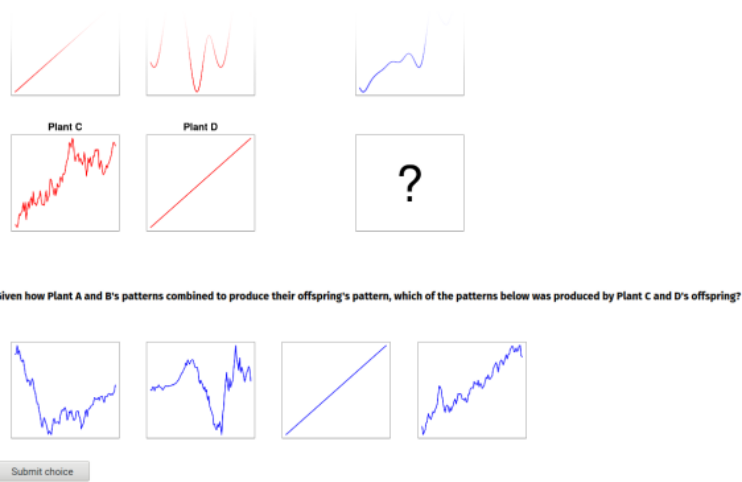 Plant C
Plant D
?
Given how Plant A and B's patterns combined to produce their offspring's pattern, which of the patterns below was produced by Plant C and D's offspring?
Submit choice